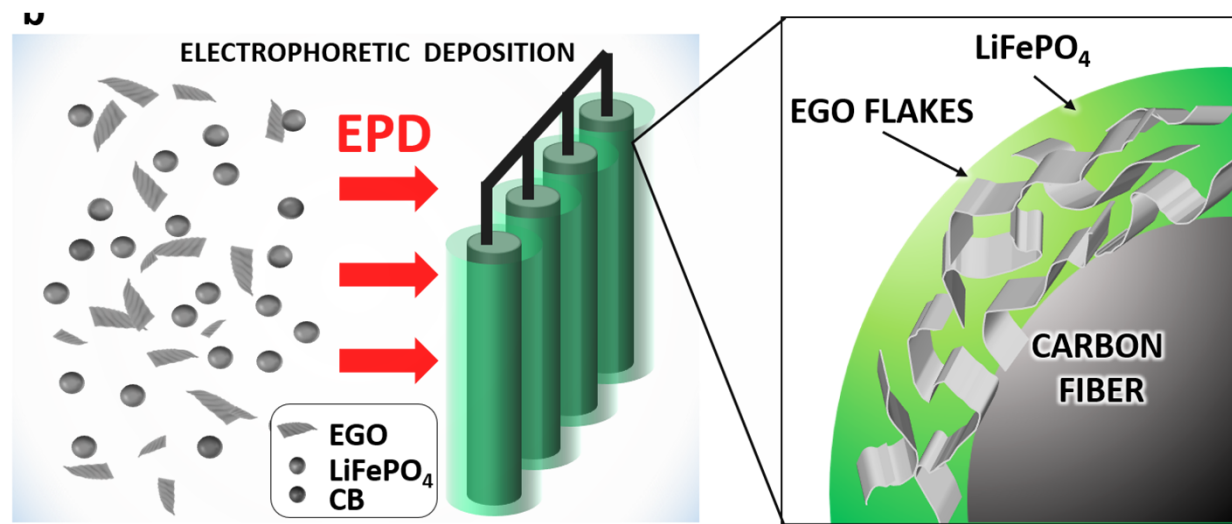 b
ELECTROPHORETIC DEPOSITION
EPD
EGO
LiFePO₄
CB
LiFePO₄
EGO FLAKES
CARBON
FIBER